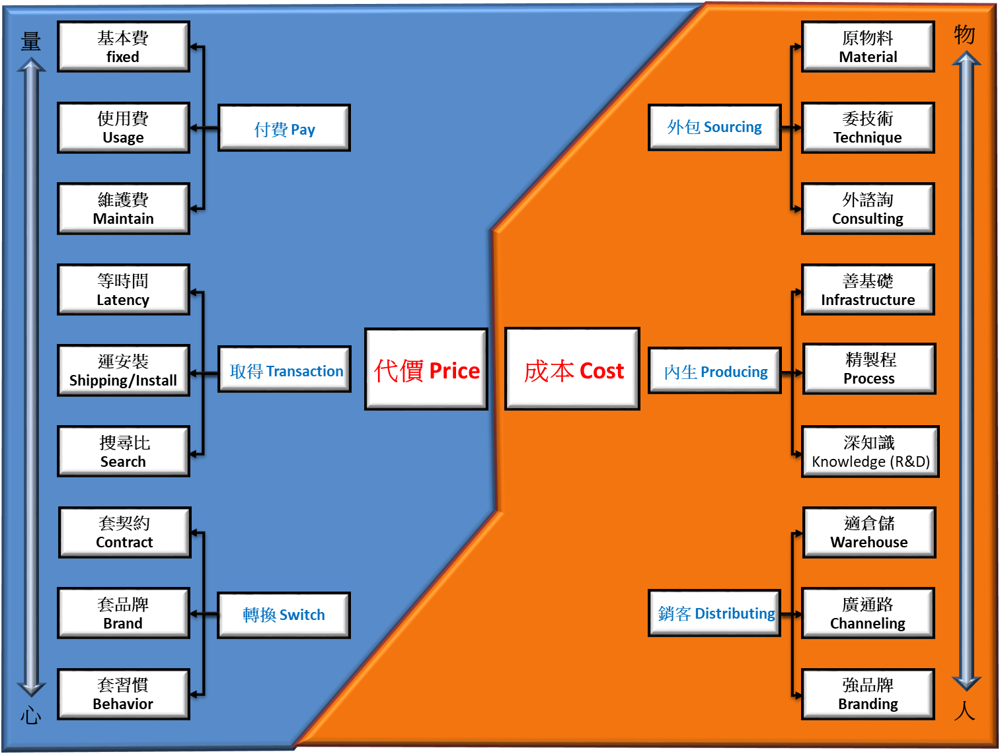 量
基本費
fixed
使用費
Usage
維護費
Maintain
付費 Pay
等時間
Latency
運安裝
Shipping/Install
搜尋比
Search
取得 Transaction
套契約
Contract
套品牌
Brand
套習慣
Behavior
轉換 Switch
心
代價 Price
成本 Cost
外包 Sourcing
原物料
Material
委技術
Technique
外諮詢
Consulting
內生 Producing
善基礎
Infrastructure
精製程
Process
深知識
Knowledge (R&D)
銷客 Distributing
適倉儲
Warehouse
廣通路
Channeling
強品牌
Branding
物
人